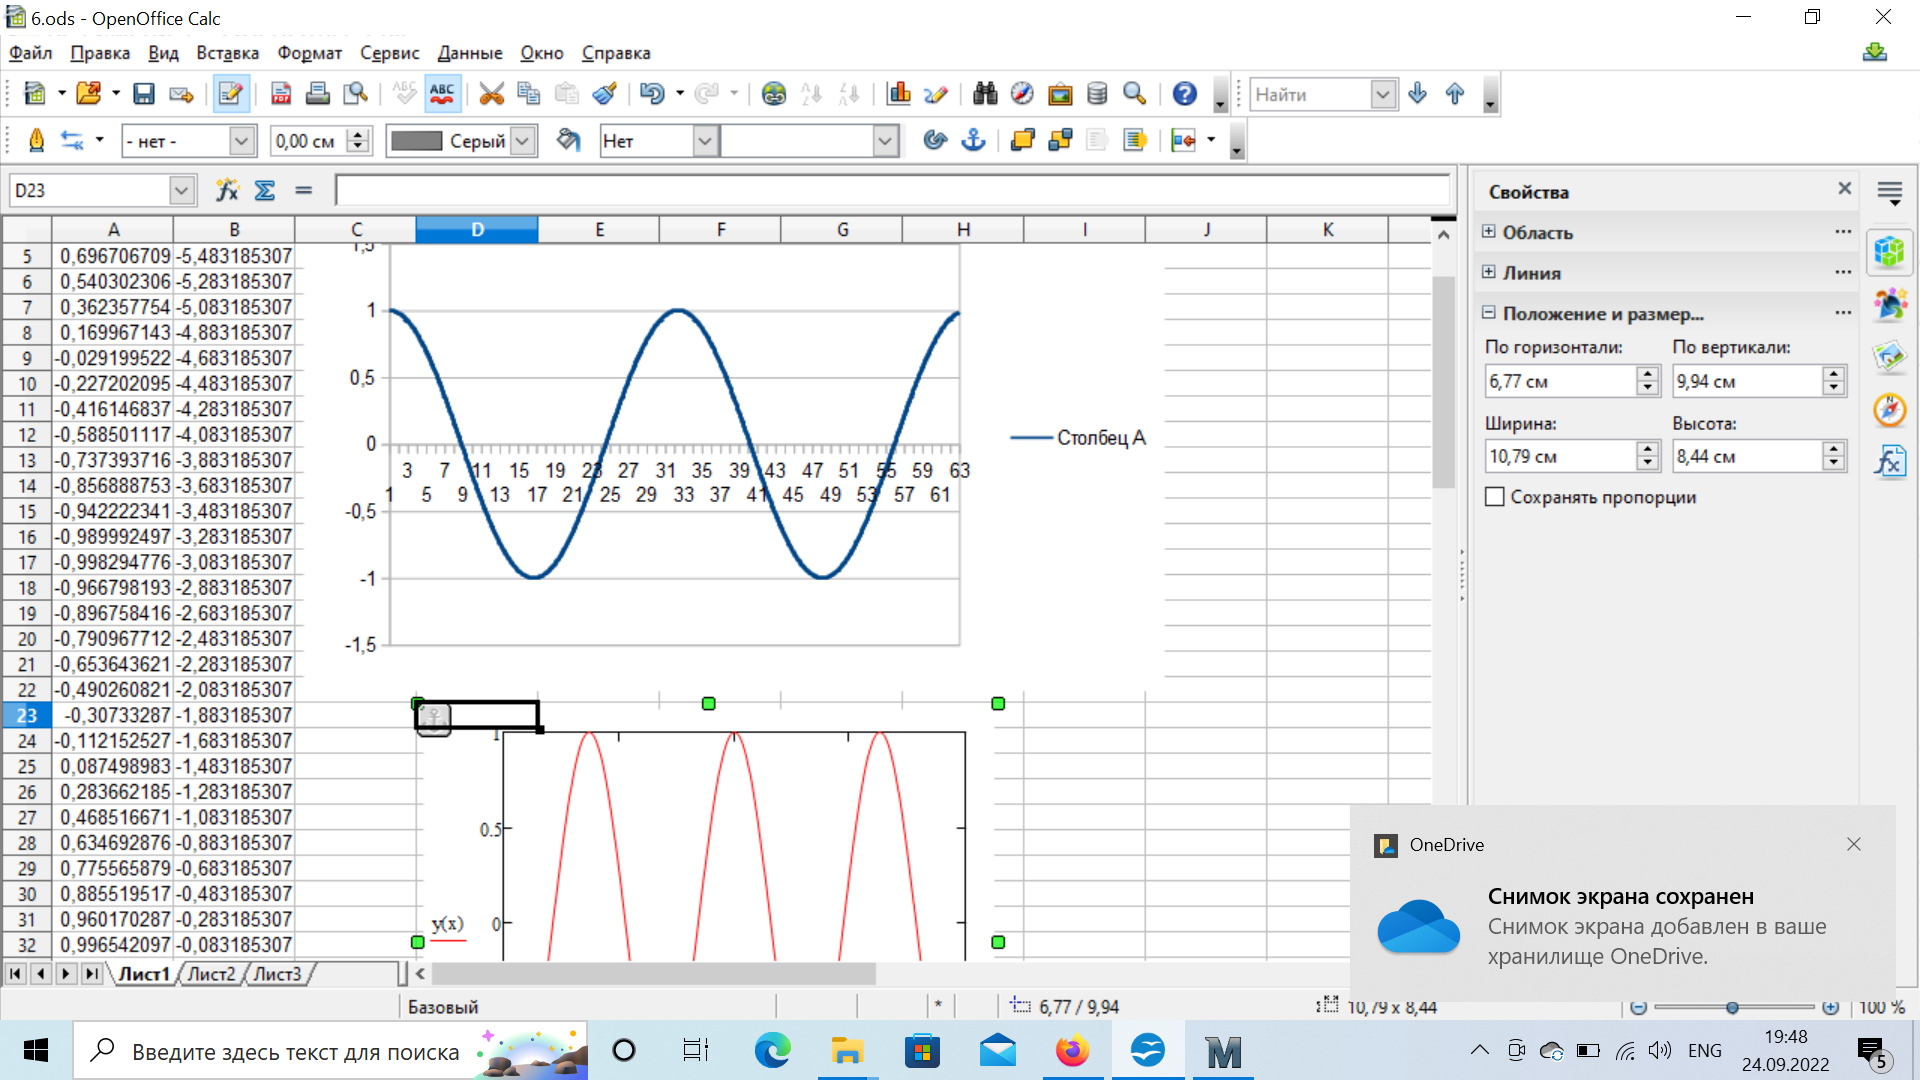 6.ods - OpenOffice Calc
Файл Правка Вид Вставка Формат Сервис Данные Окно Справка
ABC ABC Найти
- нет - 0,00 см Серый Нет
D23
A B C D E F G H I J K
5 0,696706709 -5,483185307
6 0,540302306 -5,283185307
7 0,362357754 -5,083185307
8 0,169967143 -4,883185307
9 -0,029199522 -4,683185307
10 -0,227202095 -4,483185307
11 -0,416146837 -4,283185307
12 -0,588501117 -4,083185307
13 -0,737393716 -3,883185307
14 -0,856888753 -3,683185307
15 -0,942222341 -3,483185307
16 -0,989992497 -3,283185307
17 -0,998294776 -3,083185307
18 -0,966798193 -2,883185307
19 -0,896758416 -2,683185307
20 -0,790967712 -2,483185307
21 -0,653643621 -2,283185307
22 -0,490260821 -2,083185307
23 -0,30733287 -1,883185307
24 -0,112152527 -1,683185307
25 0,087498983 -1,483185307
26 0,283662185 -1,283185307
27 0,468516671 -1,083185307
28 0,634692876 -0,883185307
29 0,775565879 -0,683185307
30 0,885519517 -0,483185307
31 0,960170287 -0,283185307
32 0,996542097 -0,083185307
1,5
1
0,5
0
-0,5
-1
-1,5
3 7 11 15 19 23 27 31 35 39 43 47 51 55 59 63
1 5 9 13 17 21 25 29 33 37 41 45 49 53 57 61
Столбец A
1
0.5
0
y(x)
Свойства
Область
Линия
Положение и размер...
По горизонтали: По вертикали:
6,77 см 9,94 см
Ширина: Высота:
10,79 см 8,44 см
Сохранять пропорции
OneDrive
Снимок экрана сохранен
Снимок экрана добавлен в ваше
хранилище OneDrive.
Лист1 Лист2 Лист3
Базовый * 6,77 / 9,94 10,79 x 8,44 100 %
Введите здесь текст для поиска
ENG
19:48
24.09.2022
5